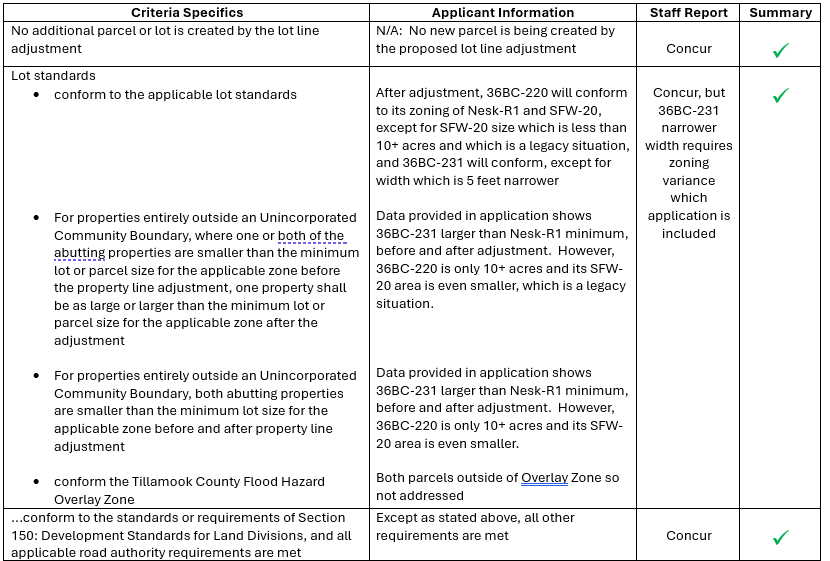 Criteria Specifics
Applicant Information
Staff Report
Summary
No additional parcel or lot is created by the lot line
adjustment
N/A:  No new parcel is being created by
the proposed lot line adjustment
Concur
✓
Lot standards
• conform to the applicable lot standards
After adjustment, 36BC-220 will conform
to its zoning of Nesk-R1 and SFW-20,
except for SFW-20 size which is less than
10+ acres and which is a legacy situation,
and 36BC-231 will conform, except for
width which is 5 feet narrower
Concur, but
36BC-231
narrower
width requires
zoning
variance
which
application is
included
✓
• For properties entirely outside an Unincorporated
Community Boundary, where one or both of the
abutting properties are smaller than the minimum
lot or parcel size for the applicable zone before
the property line adjustment, one property shall
be as large or larger than the minimum lot or
parcel size for the applicable zone after the
adjustment
Data provided in application shows
36BC-231 larger than Nesk-R1 minimum,
before and after adjustment.  However,
36BC-220 is only 10+ acres and its SFW-
20 area is even smaller, which is a legacy
situation.
• For properties entirely outside an Unincorporated
Community Boundary, both abutting properties
are smaller than the minimum lot size for the
applicable zone before and after property line
adjustment
Data provided in application shows
36BC-231 larger than Nesk-R1 minimum,
before and after adjustment.  However,
36BC-220 is only 10+ acres and its SFW-
20 area is even smaller.
• conform the Tillamook County Flood Hazard
Overlay Zone
Both parcels outside of Overlay Zone so
not addressed
...conform to the standards or requirements of Section
150: Development Standards for Land Divisions, and all
applicable road authority requirements are met
Except as stated above, all other
requirements are met
Concur
✓